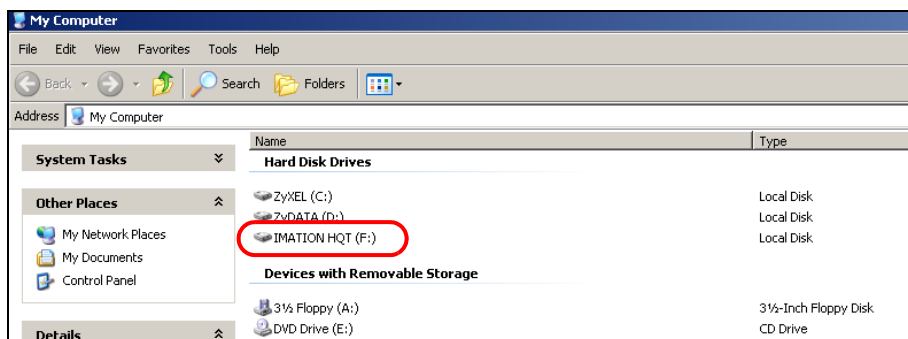 My Computer
File Edit View Favorites Tools Help
Back Search Folders
Address My Computer
Name Type
System Tasks
Hard Disk Drives
ZyXEL (C:) Local Disk
Other Places
ZyDATA (D:) Local Disk
My Network Places
IMATION HQT (F:) Local Disk
My Documents
Control Panel
Devices with Removable Storage
3½ Floppy (A:) 3½-Inch Floppy Disk
Details
DVD Drive (E:) CD Drive